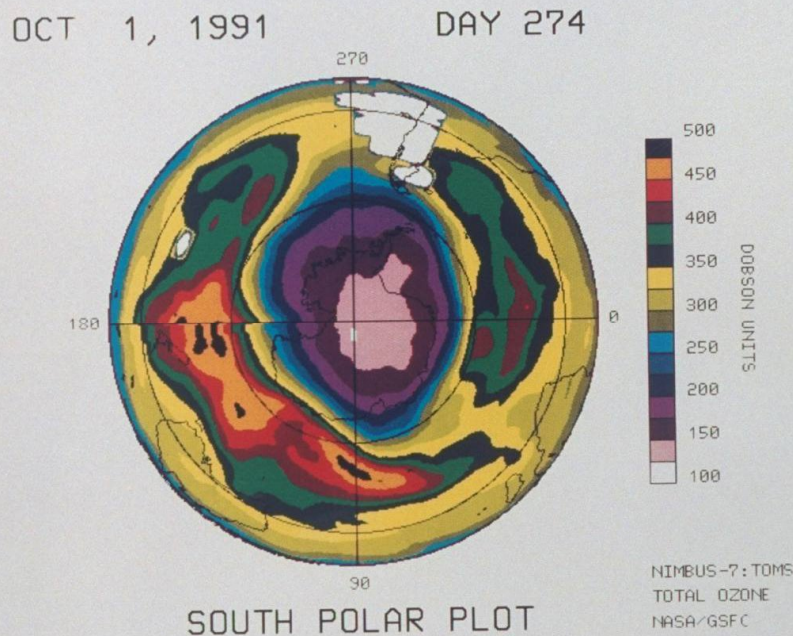 OCT 1, 1991 DAY 274
270
180
0
90
500
450
400
350
300
250
200
150
100
DOBSON UNITS
SOUTH POLAR PLOT
NIMBUS-7:TOMS
TOTAL OZONE
NASA/GSFC